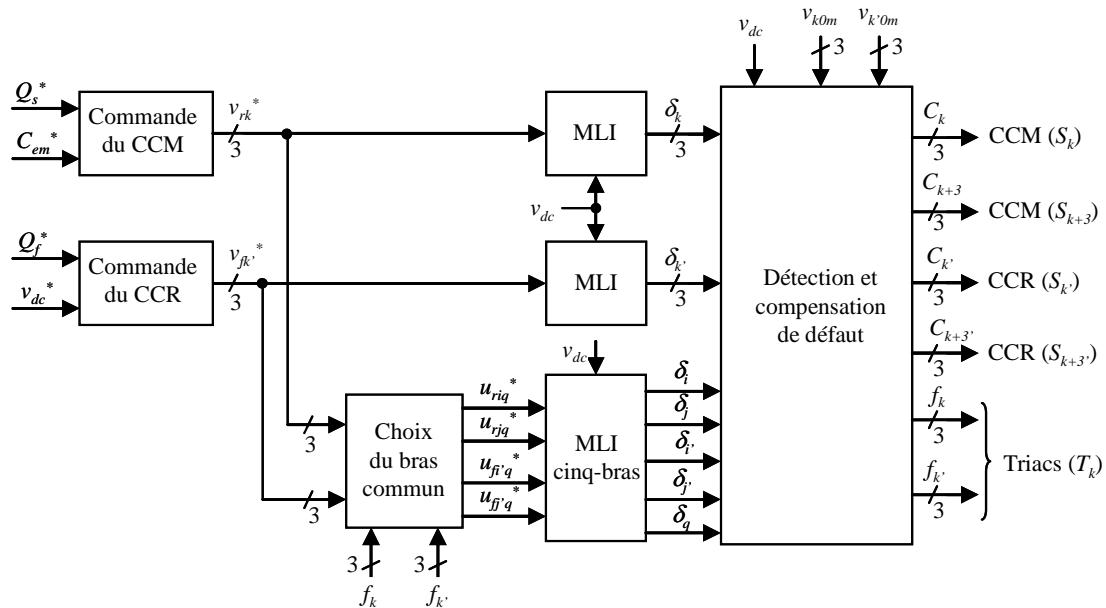 v_dc
v_k0m
3
v_k'0m
3
Q_s*
C_em*
Commande
du CCM
v_rk*
3
MLI
δ_k
3
C_k
3
CCM (S_k)
C_k+3
3
CCM (S_k+3)
v_dc
Q_f*
v_dc*
Commande
du CCR
v_fk'*
3
MLI
δ_k'
3
Détection et
compensation
de défaut
C_k'
3
CCR (S_k')
C_k+3'
3
CCR (S_k+3')
v_dc
3
3
Choix
du bras
commun
u_riq*
u_rjq*
u_fi'q*
u_fj'q*
MLI
cinq-bras
δ_i
δ_j
δ_i'
δ_j'
δ_q
f_k
3
f_k'
3
Triacs (T_k)
3
3
f_k
f_k'